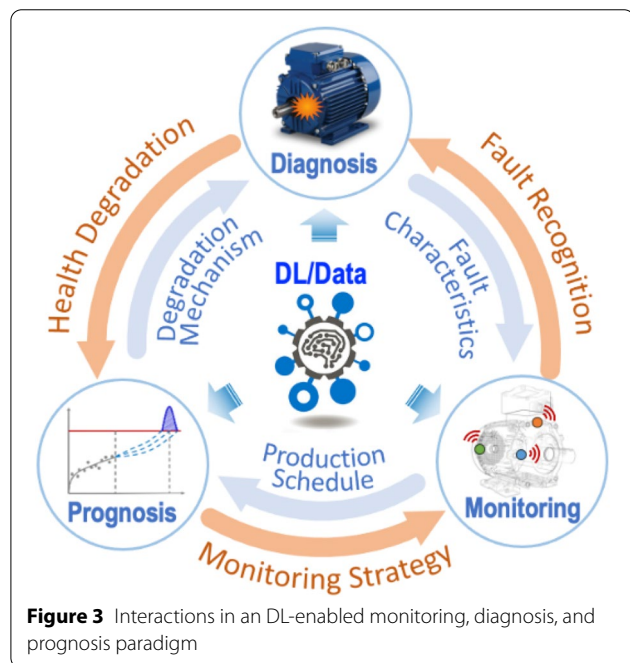 Diagnosis
Health Degradation
Degradation
Mechanism
Fault Recognition
Fault
Characteristics
DL/Data
Production
Schedule
Prognosis
Monitoring
Monitoring Strategy
Figure 3 Interactions in an DL-enabled monitoring, diagnosis, and
prognosis paradigm